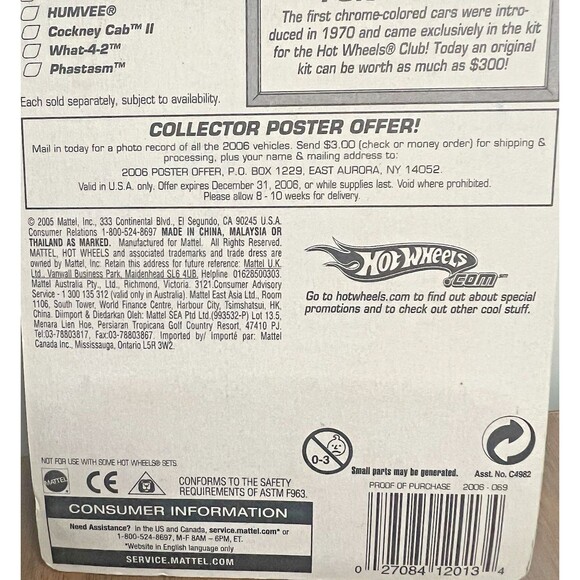 HUMVEE®
Cockney Cab™ II
What-4-2™
Phastasm™
Each sold separately, subject to availability.
The first chrome-colored cars were intro-
duced in 1970 and came exclusively in the kit
for the Hot Wheels® Club! Today an original
kit can be worth as much as $300!
COLLECTOR POSTER OFFER!
Mail in today for a photo record of all the 2006 vehicles. Send $3.00 (check or money order) for shipping &
processing, plus your name & mailing address to:
2006 POSTER OFFER, P.O. BOX 1229, EAST AURORA, NY 14052.
Valid in U.S.A. only. Offer expires December 31, 2006, or while supplies last. Void where prohibited.
Please allow 8 - 10 weeks for delivery.
© 2005 Mattel, Inc., 333 Continental Blvd., El Segundo, CA 90245 U.S.A.
Consumer Relations 1-800-524-8697. MADE IN CHINA, MALAYSIA OR
THAILAND AS MARKED. Manufactured for Mattel. All Rights Reserved.
MATTEL, HOT WHEELS and associated trademarks and trade dress are
owned by Mattel, Inc. Retain this address for future reference: Mattel U.K.
Ltd., Vanwall Business Park, Maidenhead SL6 4UB. Helpline 01628500303.
Mattel Australia Pty., Ltd., Richmond, Victoria. 3121.Consumer Advisory
Service - 1 300 135 312 (valid only in Australia). Mattel East Asia Ltd., Room
1106, South Tower, World Finance Centre, Harbour City, Tsimshatsui, HK,
China. Diimport & Diedarkan Oleh: Mattel SEA Ptd Ltd.(993532-P) Lot 13.5,
Menara Lien Hoe, Persiaran Tropicana Golf Country Resort, 47410 PJ.
Tel:03-78803817, Fax:03-78803867. Imported by/ Importé par: Mattel
Canada Inc., Mississauga, Ontario L5R 3W2.
HOT WHEELS
.COM
Go to hotwheels.com to find out about special
promotions and to check out other cool stuff.
NOT FOR USE WITH SOME HOT WHEELS® SETS.
MATTEL
CE
CONFORMS TO THE SAFETY
REQUIREMENTS OF ASTM F963.
0-3
Small parts may be generated.
Asst. No. C4982
CONSUMER INFORMATION
Need Assistance? In the US and Canada, service.mattel.com* or
1-800-524-8697, M-F 8AM – 6PM, ET.
*Website in English language only
SERVICE.MATTEL.COM
PROOF OF PURCHASE 2006 - 069
0 27084 12013 4